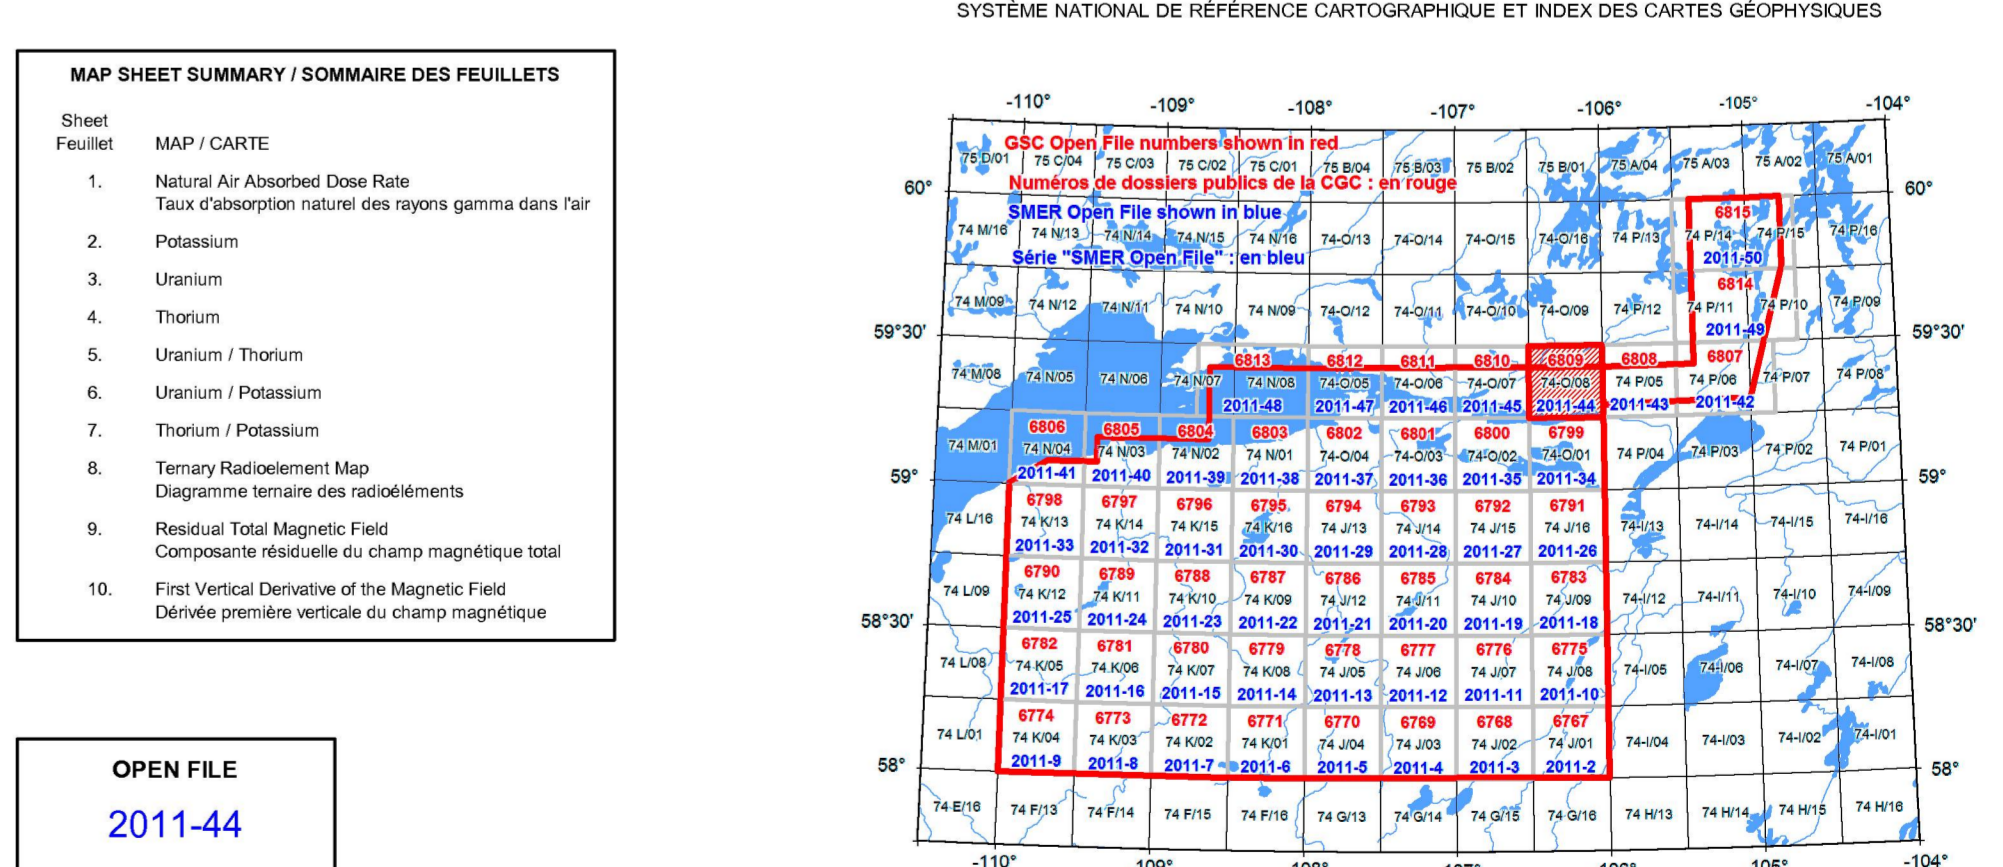 SYSTÈME NATIONAL DE RÉFÉRENCE CARTOGRAPHIQUE ET INDEX DES CARTES GÉOPHYSIQUES
MAP SHEET SUMMARY / SOMMAIRE DES FEUILLETS
Sheet
Feuillet MAP / CARTE
1. Natural Air Absorbed Dose Rate
Taux d'absorption naturel des rayons gamma dans l'air
2. Potassium
3. Uranium
4. Thorium
5. Uranium / Thorium
6. Uranium / Potassium
7. Thorium / Potassium
8. Ternary Radioelement Map
Diagramme ternaire des radioéléments
9. Residual Total Magnetic Field
Composante résiduelle du champ magnétique total
10. First Vertical Derivative of the Magnetic Field
Dérivée première verticale du champ magnétique
OPEN FILE
2011-44
-110° -109° -108° -107° -106° -105° -104°
GSC Open File numbers shown in red
75 D/01 75 C/04 75 C/03 75 C/02 75 C/01 75 B/04 75 B/03 75 B/02 75 B/01 75 A/04 75 A/03 75 A/02 75 A/01
60° Numéros de dossiers publics de la CGC : en rouge 60°
SMER Open File shown in blue 6815
74 M/16 74 N/13 74 N/14 74 N/15 74 N/16 74-O/13 74-O/14 74-O/15 74-O/16 74 P/13 74 P/14 74 P/15 74 P/16
Série "SMER Open File" : en bleu 2011-50
6814
74 M/09 74 N/12 74 N/11 74 N/10 74 N/09 74-O/12 74-O/11 74-O/10 74-O/09 74 P/12 74 P/11 74 P/10 74 P/09
59°30' 2011-49 59°30'
6813 6812 6811 6810 6809 6808 6807
74 M/08 74 N/05 74 N/06 74 N/07 74 N/08 74-O/05 74-O/06 74-O/07 74-O/08 74 P/05 74 P/06 74 P/07 74 P/08
2011-48 2011-47 2011-46 2011-45 2011-44 2011-43 2011-42
6806 6805 6804 6803 6802 6801 6800 6799
74 M/01 74 N/04 74 N/03 74 N/02 74 N/01 74-O/04 74-O/03 74-O/02 74-O/01 74 P/04 74 P/03 74 P/02 74 P/01
59° 2011-41 2011-40 2011-39 2011-38 2011-37 2011-36 2011-35 2011-34 59°
6798 6797 6796 6795 6794 6793 6792 6791
74 L/16 74 K/13 74 K/14 74 K/15 74 K/16 74 J/13 74 J/14 74 J/15 74 J/16 74-I/13 74-I/14 74-I/15 74-I/16
2011-33 2011-32 2011-31 2011-30 2011-29 2011-28 2011-27 2011-26
6790 6789 6788 6787 6786 6785 6784 6783
74 L/09 74 K/12 74 K/11 74 K/10 74 K/09 74 J/12 74 J/11 74 J/10 74 J/09 74-I/12 74-I/11 74-I/10 74-I/09
58°30' 2011-25 2011-24 2011-23 2011-22 2011-21 2011-20 2011-19 2011-18 58°30'
6782 6781 6780 6779 6778 6777 6776 6775
74 L/08 74 K/05 74 K/06 74 K/07 74 K/08 74 J/05 74 J/06 74 J/07 74 J/08 74-I/05 74-I/06 74-I/07 74-I/08
2011-17 2011-16 2011-15 2011-14 2011-13 2011-12 2011-11 2011-10
6774 6773 6772 6771 6770 6769 6768 6767
74 L/01 74 K/04 74 K/03 74 K/02 74 K/01 74 J/04 74 J/03 74 J/02 74 J/01 74-I/04 74-I/03 74-I/02 74-I/01
58° 2011-9 2011-8 2011-7 2011-6 2011-5 2011-4 2011-3 2011-2 58°
74 E/16 74 F/13 74 F/14 74 F/15 74 F/16 74 G/13 74 G/14 74 G/15 74 G/16 74 H/13 74 H/14 74 H/15 74 H/16
-110° -104°